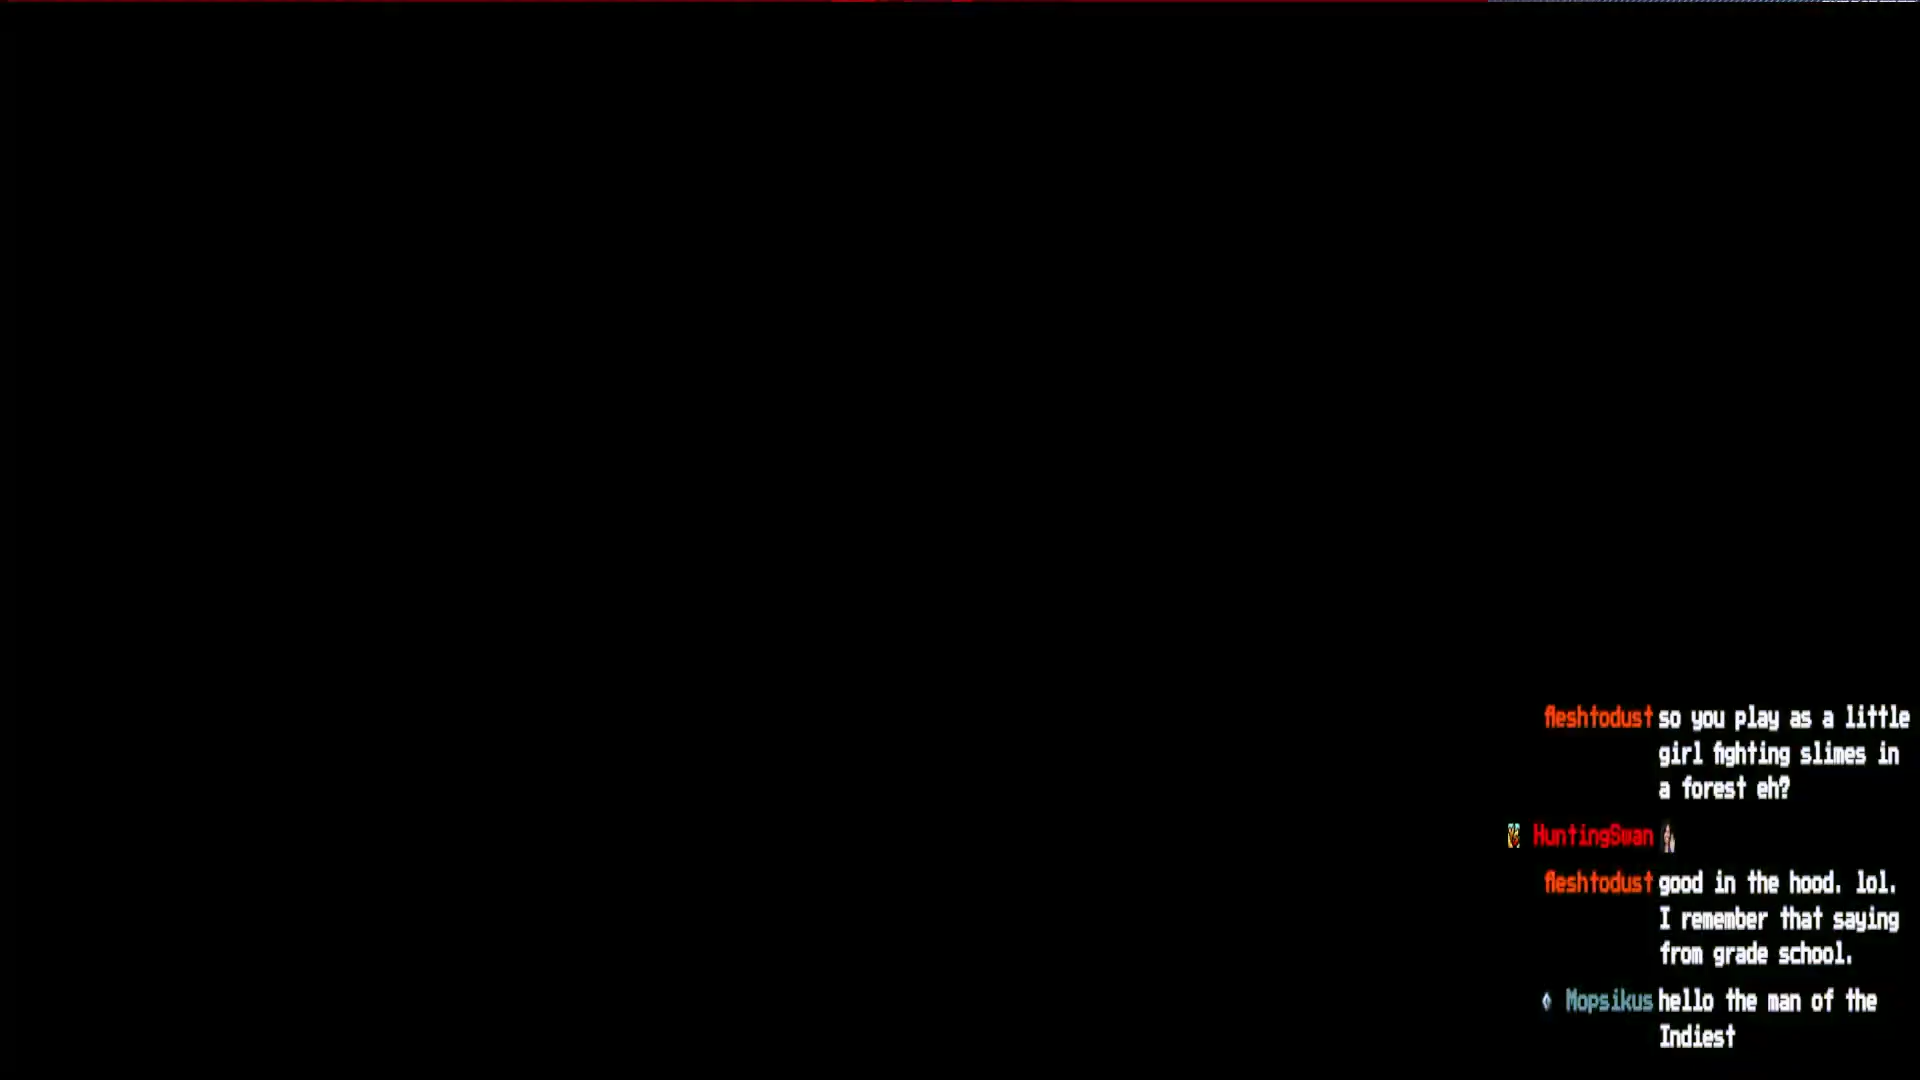 fleshtodust so you play as a little
girl fighting slimes in
a forest eh?
HuntingSwan
fleshtodust good in the hood. lol.
I remember that saying
from grade school.
Mopsikus hello the man of the
Indiest